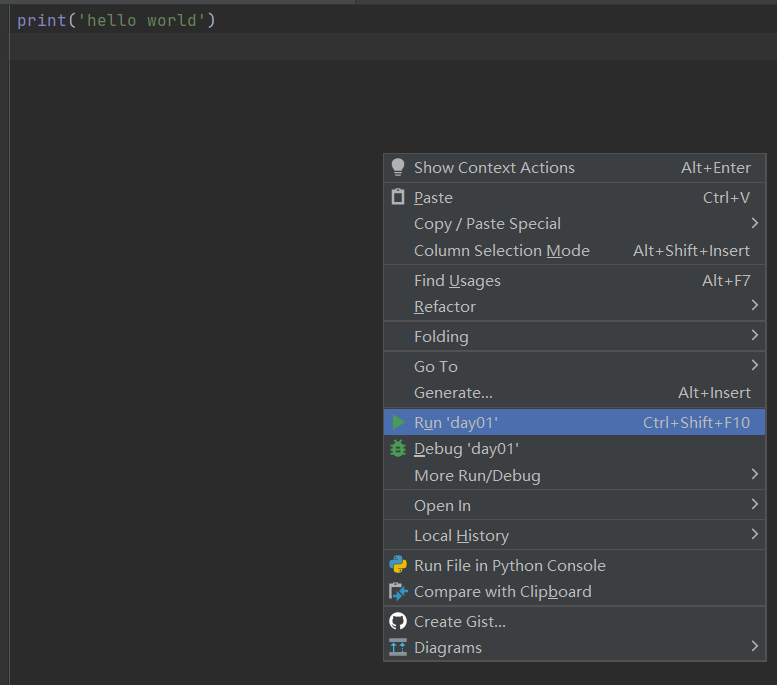 print('hello world')
Show Context Actions Alt+Enter
Paste Ctrl+V
Copy / Paste Special
Column Selection Mode Alt+Shift+Insert
Find Usages Alt+F7
Refactor
Folding
Go To
Generate... Alt+Insert
Run 'day01' Ctrl+Shift+F10
Debug 'day01'
More Run/Debug
Open In
Local History
Run File in Python Console
Compare with Clipboard
Create Gist...
Diagrams